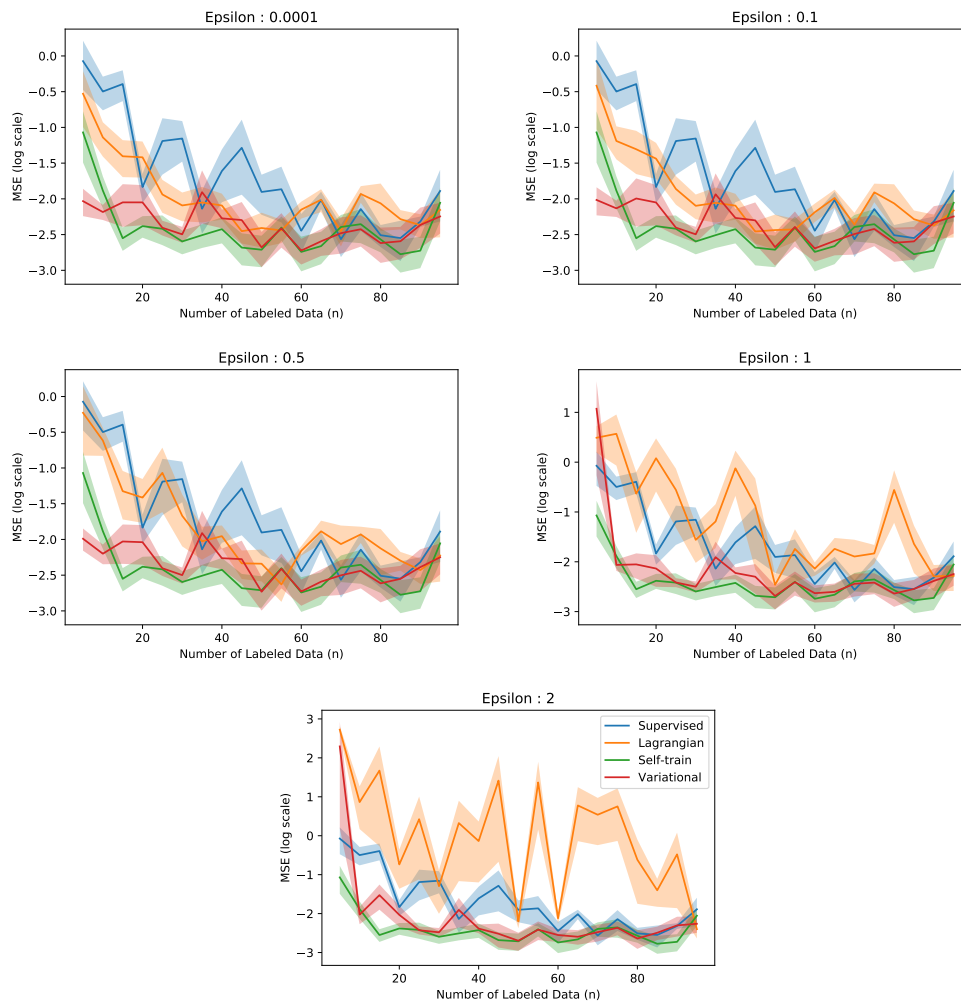 Epsilon : 0.0001
0.0
−0.5
−1.0
−1.5
−2.0
−2.5
−3.0
MSE (log scale)
20 40 60 80
Number of Labeled Data (n)
Epsilon : 0.1
0.0
−0.5
−1.0
−1.5
−2.0
−2.5
−3.0
MSE (log scale)
20 40 60 80
Number of Labeled Data (n)
Epsilon : 0.5
0.0
−0.5
−1.0
−1.5
−2.0
−2.5
−3.0
MSE (log scale)
20 40 60 80
Number of Labeled Data (n)
Epsilon : 1
1
0
−1
−2
−3
MSE (log scale)
20 40 60 80
Number of Labeled Data (n)
Epsilon : 2
3
2
1
0
−1
−2
−3
MSE (log scale)
20 40 60 80
Number of Labeled Data (n)
Supervised
Lagrangian
Self-train
Variational